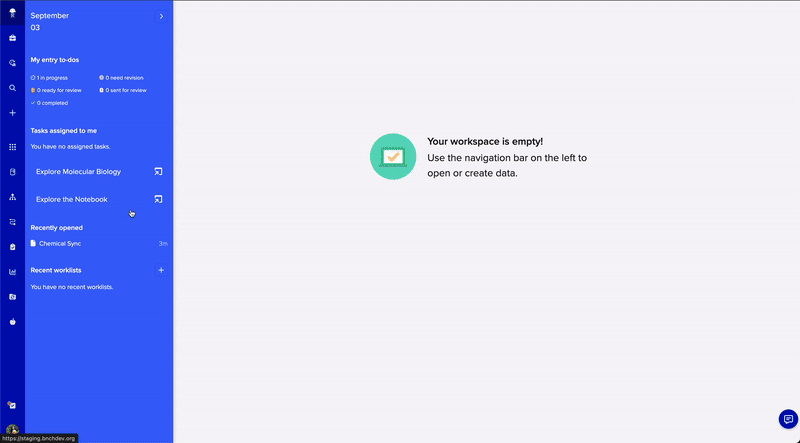 September
03
My entry to-dos
1 in progress
0 need revision
0 ready for review
0 sent for review
0 completed
Tasks assigned to me
You have no assigned tasks.
Explore Molecular Biology
Explore the Notebook
Recently opened
Chemical Sync 3m
Recent worklists
You have no recent worklists.
Your workspace is empty!
Use the navigation bar on the left to
open or create data.
https://staging.bnchdev.org